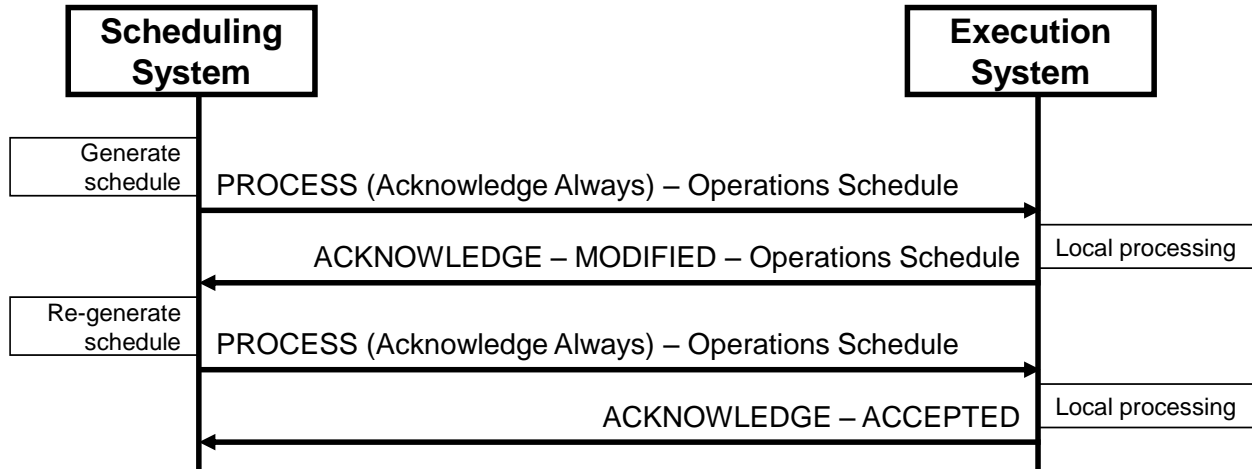 Scheduling
System
Execution
System
Generate
schedule
PROCESS (Acknowledge Always) – Operations Schedule
Local processing
ACKNOWLEDGE – MODIFIED – Operations Schedule
Re-generate
schedule
PROCESS (Acknowledge Always) – Operations Schedule
Local processing
ACKNOWLEDGE – ACCEPTED